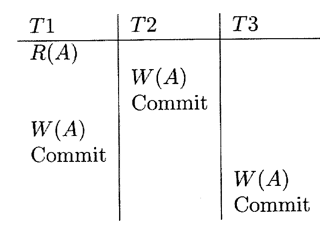 T1 T2 T3
R(A)
W(A)
Commit
W(A)
Commit
W(A)
Commit